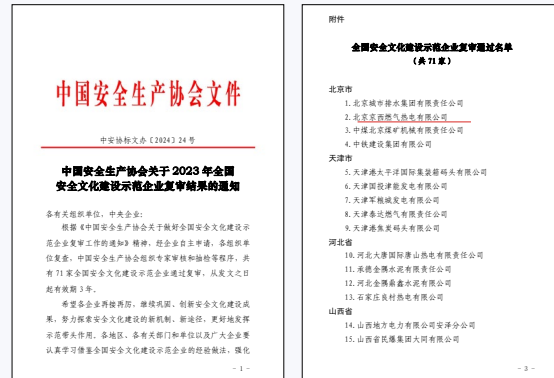 中国安全生产协会文件
中安协标文办〔2024〕24号
中国安全生产协会关于 2023 年全国
安全文化建设示范企业复审结果的通知
各有关组织单位，中央企业：
根据《中国安全生产协会关于做好全国安全文化建设示
范企业复审工作的通知》精神，经企业自主申请，各组织单
位复查，中国安全生产协会组织专家审核和抽检等程序，共
有 71 家全国安全文化建设示范企业通过复审，从发文之日
起有效期 3 年。
希望各企业再接再厉，继续巩固、创新安全文化建设成
果，努力探索安全文化建设的新机制、新途径，更好地发挥
示范带头作用。各地区、各有关部门和单位以及广大企业要
认真学习借鉴全国安全文化建设示范企业的经验做法，强化
- 1 -
附件
全国安全文化建设示范企业复审通过名单
（共 71 家）
北京市
1. 北京城市排水集团有限责任公司
2. 北京京西燃气热电有限公司
3. 中煤北京煤矿机械有限责任公司
4. 中铁建设集团有限公司
天津市
5. 天津港太平洋国际集装箱码头有限公司
6. 天津国投津能发电有限公司
7. 天津军粮城发电有限公司
8. 天津泰达燃气有限责任公司
9. 天津港焦炭码头有限公司
河北省
10. 河北大唐国际唐山热电有限责任公司
11. 承德金隅水泥有限责任公司
12. 河北金隅鼎鑫水泥有限公司
13. 石家庄良村热电有限公司
山西省
14. 山西地方电力有限公司安泽分公司
15. 山西省民爆集团大同有限公司
- 3 -